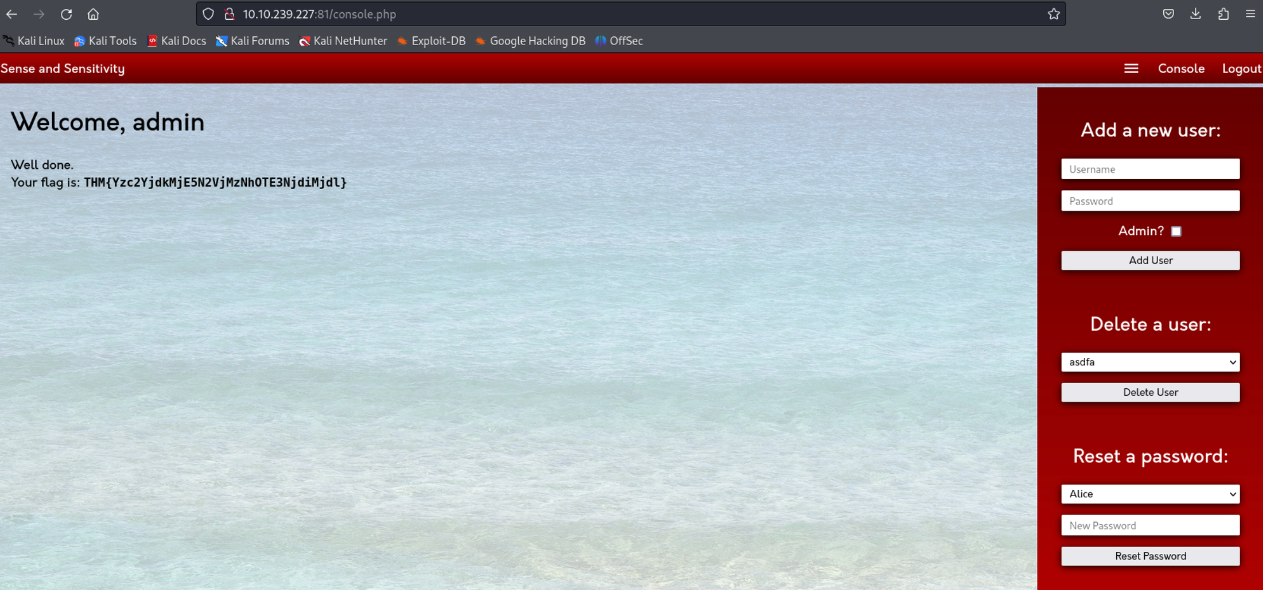 10.10.239.227:81/console.php
Kali Linux Kali Tools Kali Docs Kali Forums Kali NetHunter Exploit-DB Google Hacking DB OffSec
Sense and Sensitivity Console Logout
Welcome, admin
Well done.
Your flag is: THM{Yzc2YjdkMjE5N2VjMzNhOTE3NjdiMjdl}
Add a new user:
Username
Password
Admin?
Add User
Delete a user:
asdfa
Delete User
Reset a password:
Alice
New Password
Reset Password